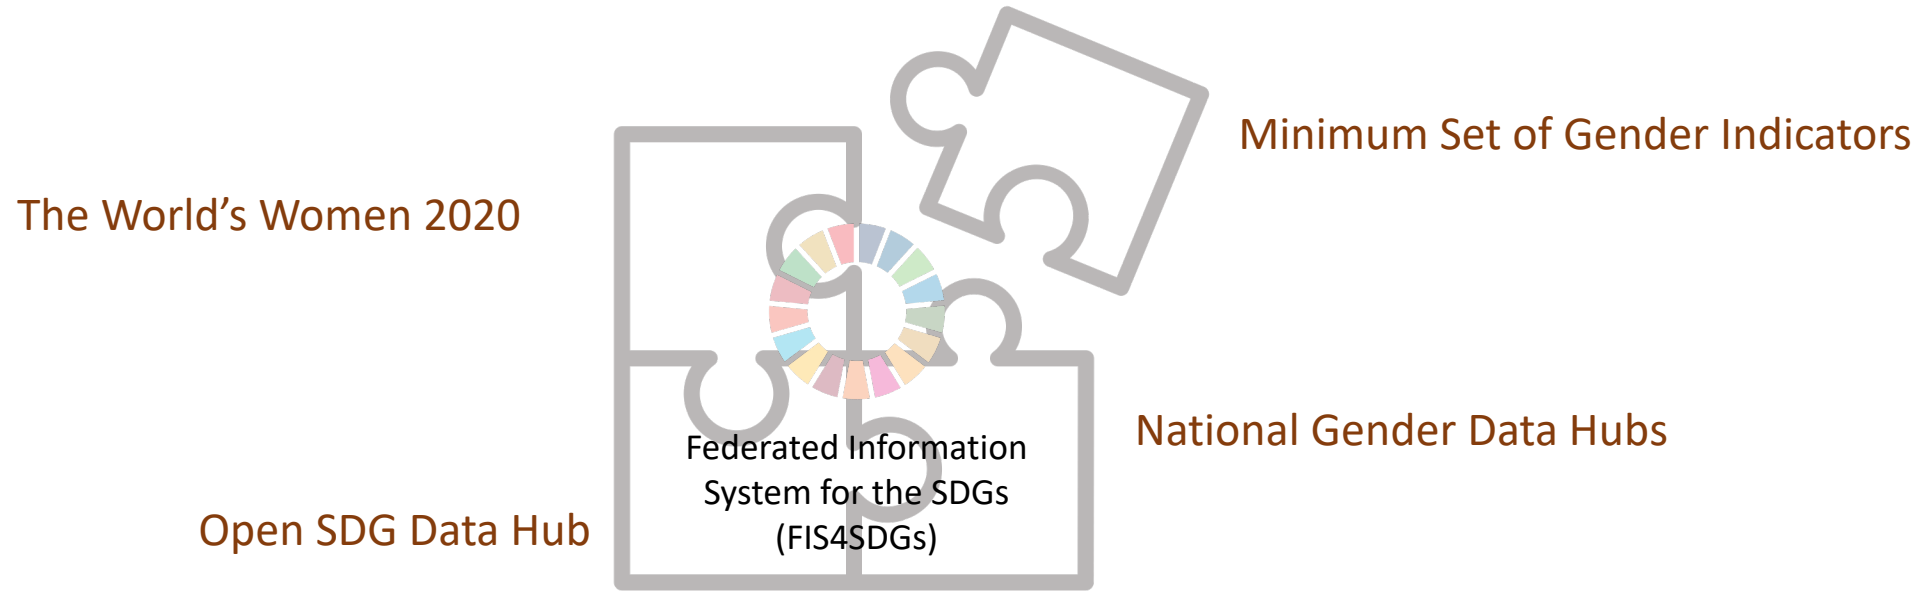 Minimum Set of Gender Indicators
The World’s Women 2020
National Gender Data Hubs
Federated Information
System for the SDGs
(FIS4SDGs)
Open SDG Data Hub